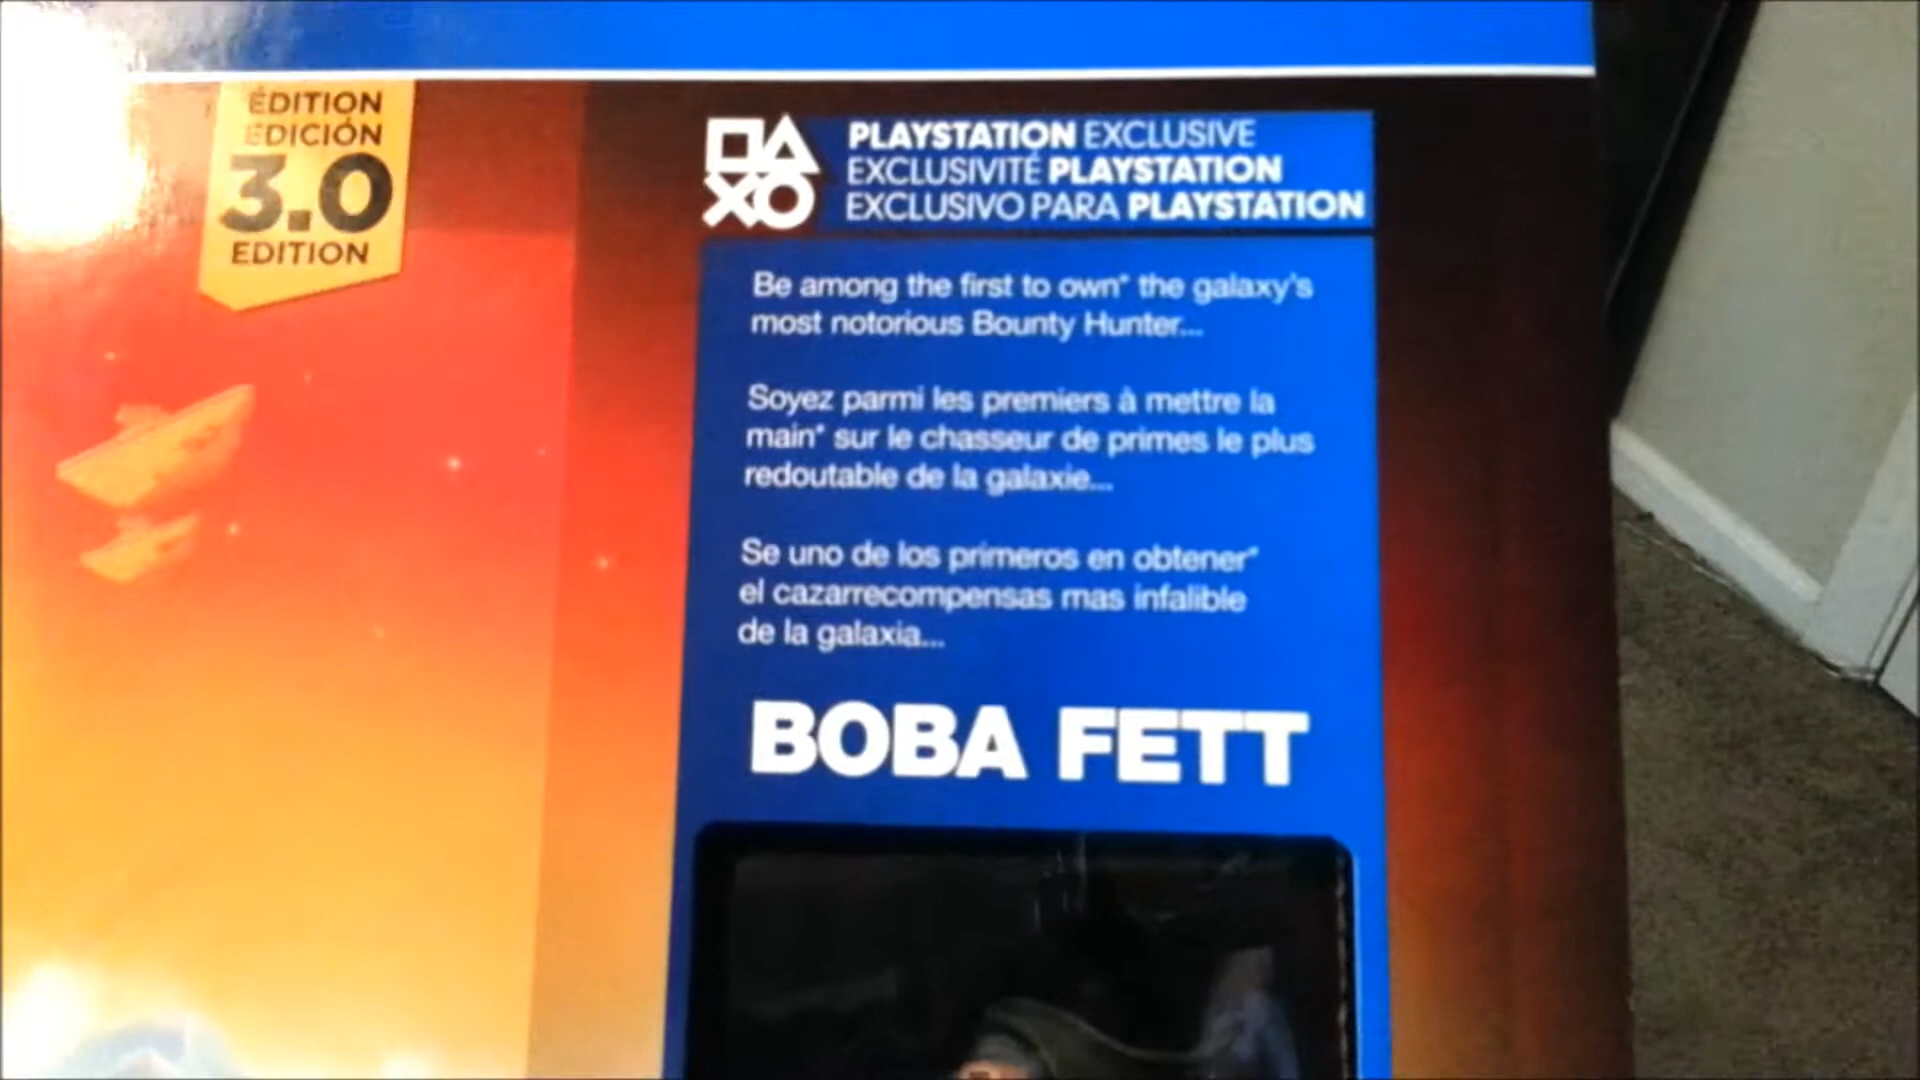 ÉDITION
EDICIÓN
3.0
EDITION
PLAYSTATION EXCLUSIVE
EXCLUSIVITÉ PLAYSTATION
EXCLUSIVO PARA PLAYSTATION
Be among the first to own* the galaxy's
most notorious Bounty Hunter...
Soyez parmi les premiers à mettre la
main* sur le chasseur de primes le plus
redoutable de la galaxie...
Se uno de los primeros en obtener*
el cazarrecompensas mas infalible
de la galaxia...
BOBA FETT